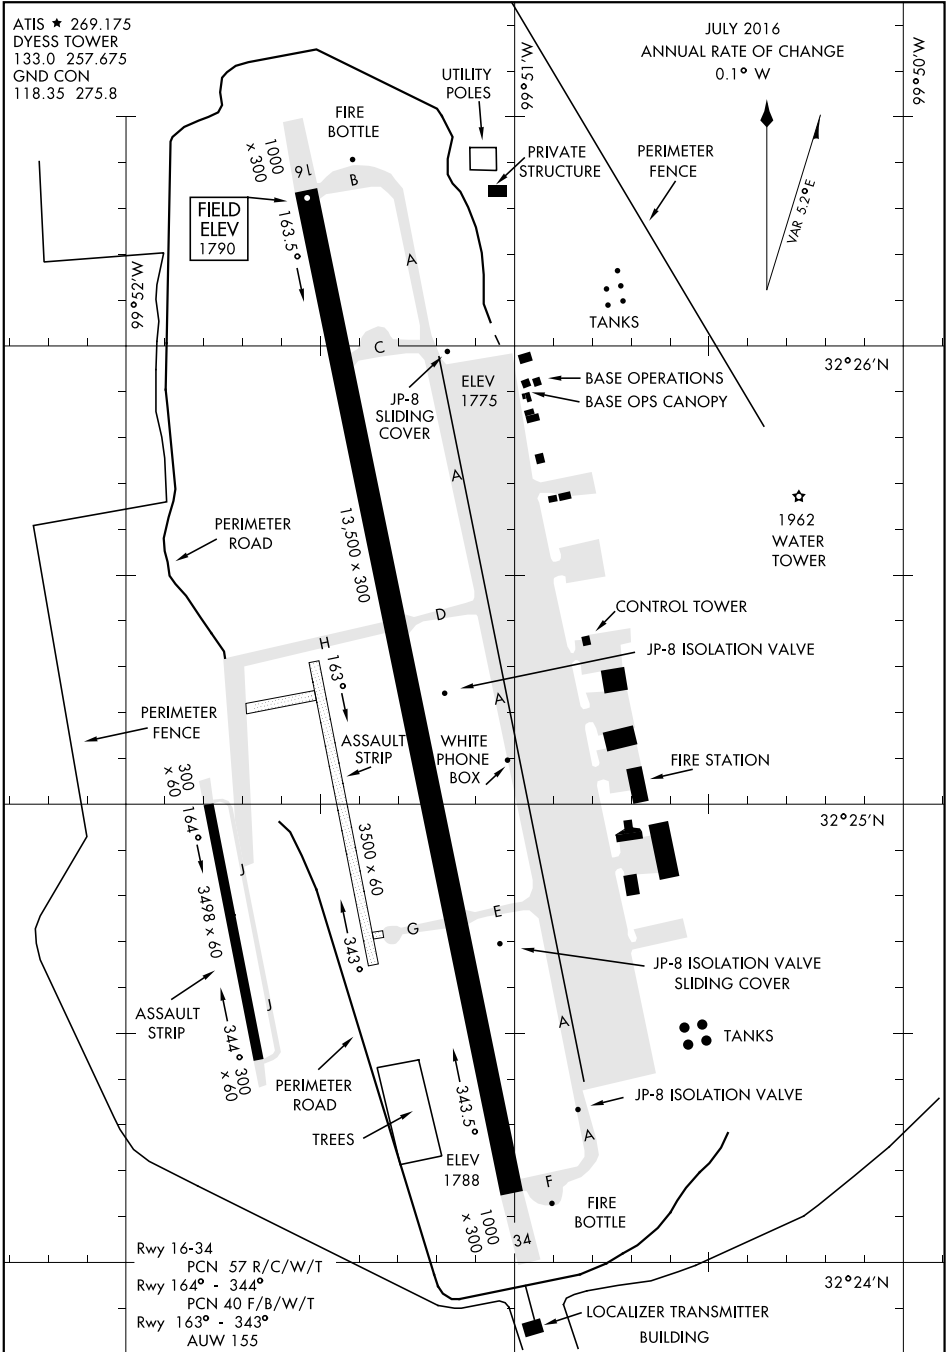 ATIS ★ 269.175
DYESS TOWER
133.0 257.675
GND CON
118.35 275.8
JULY 2016
ANNUAL RATE OF CHANGE
0.1° W
VAR 5.2°E
99°51'W
99°50'W
99°52'W
UTILITY
POLES
FIRE
BOTTLE
PRIVATE
STRUCTURE
PERIMETER
FENCE
1000
x 300
16
B
FIELD
ELEV
1790
163.5°
A
TANKS
C
32°26'N
JP-8
SLIDING
COVER
ELEV
1775
BASE OPERATIONS
BASE OPS CANOPY
A
1962
WATER
TOWER
PERIMETER
ROAD
13,500 x 300
D
CONTROL TOWER
H
163°
JP-8 ISOLATION VALVE
A
PERIMETER
FENCE
ASSAULT
STRIP
WHITE
PHONE
BOX
FIRE STATION
300
x 60
164°
32°25'N
3500 x 60
J
3498 x 60
E
G
343°
JP-8 ISOLATION VALVE
SLIDING COVER
ASSAULT
STRIP
J
A
TANKS
344°
300
x 60
PERIMETER
ROAD
343.5°
JP-8 ISOLATION VALVE
TREES
A
ELEV
1788
F
FIRE
BOTTLE
1000
x 300
34
Rwy 16-34
PCN 57 R/C/W/T
Rwy 164° - 344°
PCN 40 F/B/W/T
Rwy 163° - 343°
AUW 155
32°24'N
LOCALIZER TRANSMITTER
BUILDING